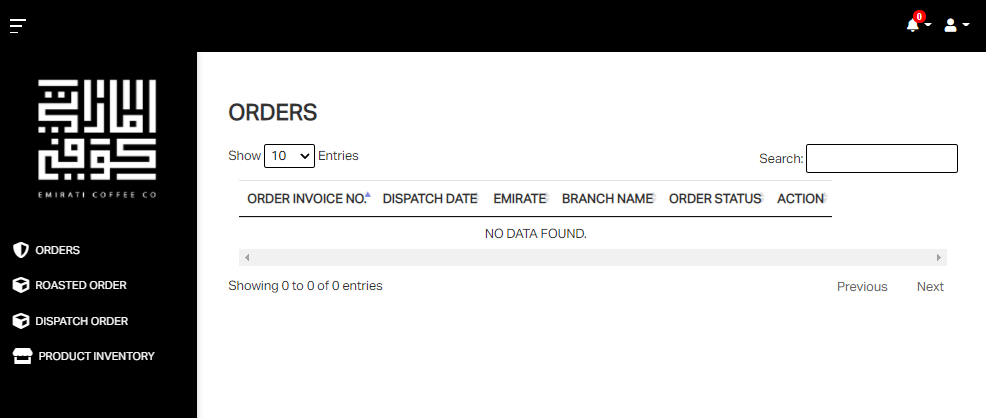 0
اماراتي
كوفي
EMIRATI COFFEE CO
ORDERS
ROASTED ORDER
DISPATCH ORDER
PRODUCT INVENTORY
ORDERS
Show 10 Entries
Search:
ORDER INVOICE NO. DISPATCH DATE EMIRATE BRANCH NAME ORDER STATUS ACTION
NO DATA FOUND.
Showing 0 to 0 of 0 entries
Previous Next